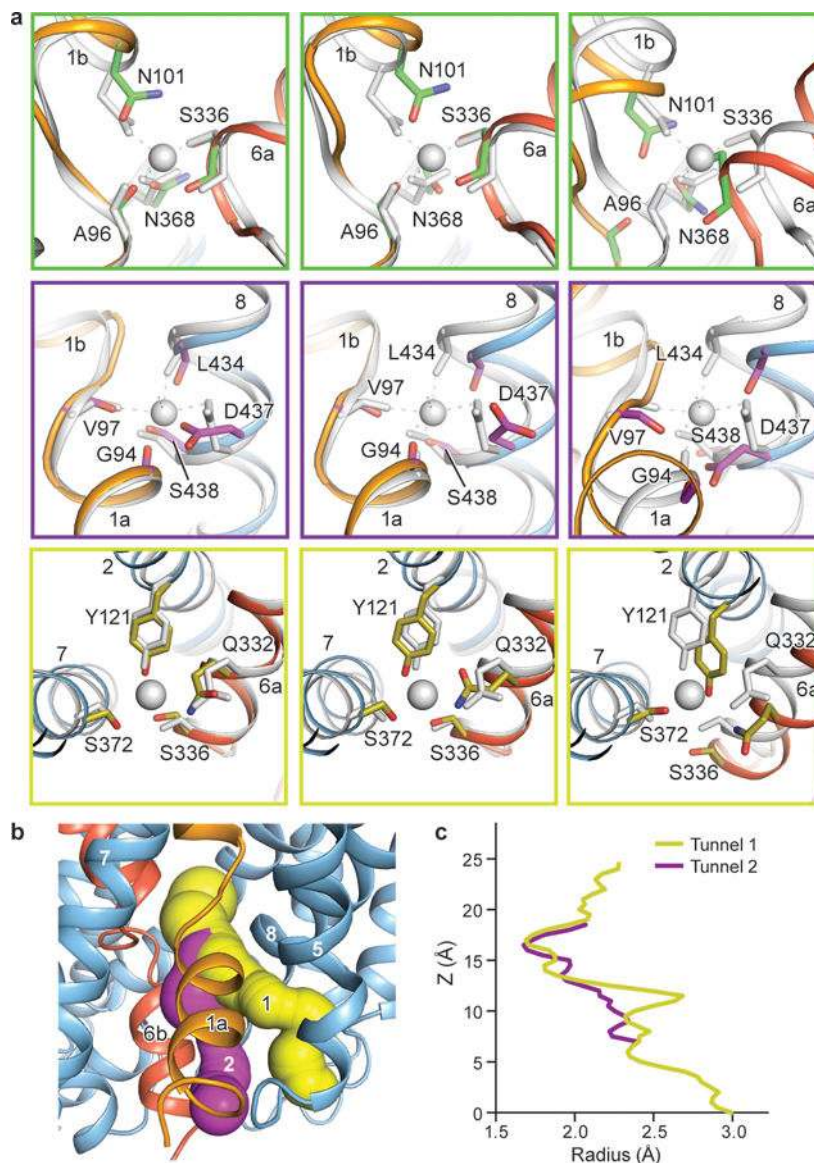 a
1b
N101
S336
6a
A96
N368
1b
N101
S336
6a
A96
N368
1b
N101
S336
6a
A96
N368
8
1b
L434
V97
D437
G94
S438
1a
8
1b
L434
V97
D437
G94
S438
1a
8
1b
L434
V97
S438
D437
G94
1a
2
Y121
Q332
7
6a
S372
S336
2
Y121
Q332
7
6a
S372
S336
2
Y121
Q332
7
6a
S372
S336
b
7
8
5
1
6b
1a
2
c
Tunnel 1
Tunnel 2
25
20
15
10
5
0
Z (Å)
1.5 2.0 2.5 3.0
Radius (Å)